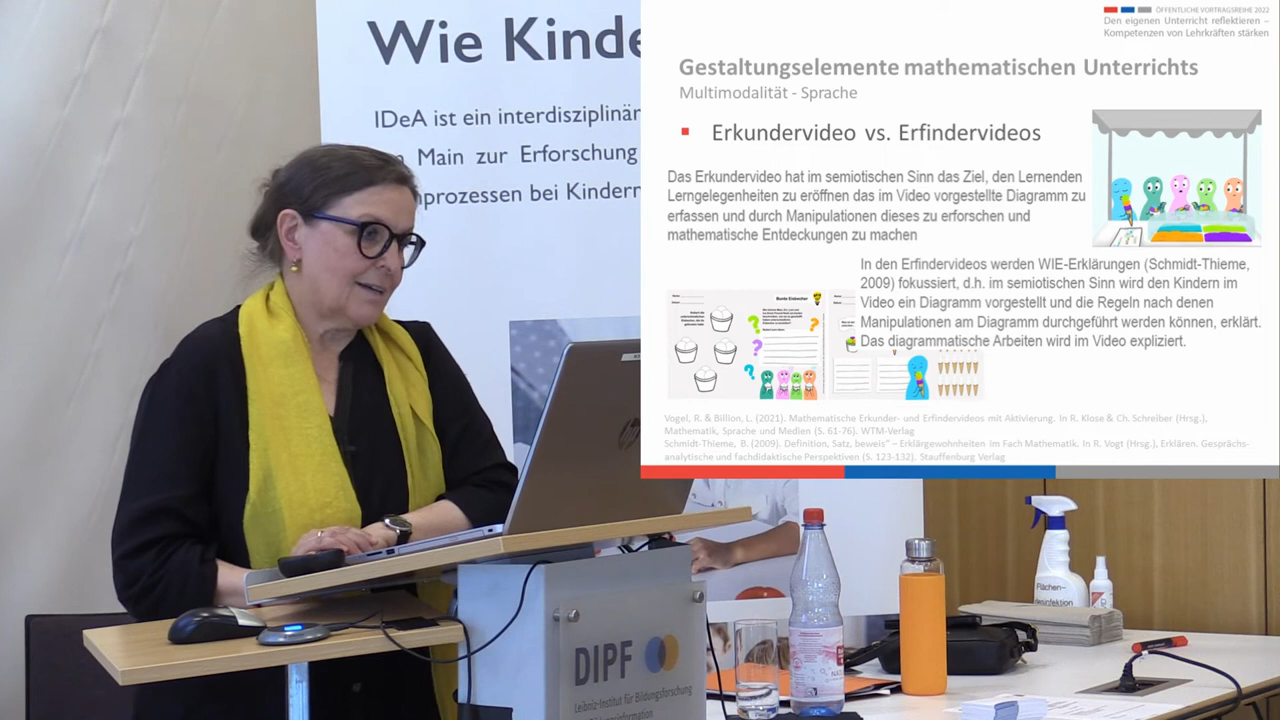 Wie Kinde
IDeA ist ein interdisziplinär
Main zur Erforschung
nprozessen bei Kindern
ÖFFENTLICHE VORTRAGSREIHE 2022
Den eigenen Unterricht reflektieren –
Kompetenzen von Lehrkräften stärken
Gestaltungselemente mathematischen Unterrichts
Multimodalität - Sprache
Erkundervideo vs. Erfindervideos
Das Erkundervideo hat im semiotischen Sinn das Ziel, den Lernenden
Lerngelegenheiten zu eröffnen das im Video vorgestellte Diagramm zu
erfassen und durch Manipulationen dieses zu erforschen und
mathematische Entdeckungen zu machen
In den Erfindervideos werden WIE-Erklärungen (Schmidt-Thieme,
2009) fokussiert, d.h. im semiotischen Sinn wird den Kindern im
Video ein Diagramm vorgestellt und die Regeln nach denen
Manipulationen am Diagramm durchgeführt werden können, erklärt.
Das diagrammatische Arbeiten wird im Video expliziert.
Bunte Eisbecher
Vogel, R. & Billion, L. (2021). Mathematische Erkunder- und Erfindervideos mit Aktivierung. In R. Klose & Ch. Schreiber (Hrsg.),
Mathematik, Sprache und Medien (S. 61-76). WTM-Verlag
Schmidt-Thieme, B. (2009). Definition, Satz, beweis" – Erklärgewohnheiten im Fach Mathematik. In R. Vogt (Hrsg.), Erklären. Gesprächs-
analytische und fachdidaktische Perspektiven (S. 123-132). Stauffenburg Verlag
hp
Flächen-
desinfektion
DIPF
Leibniz-Institut für Bildungsforschung